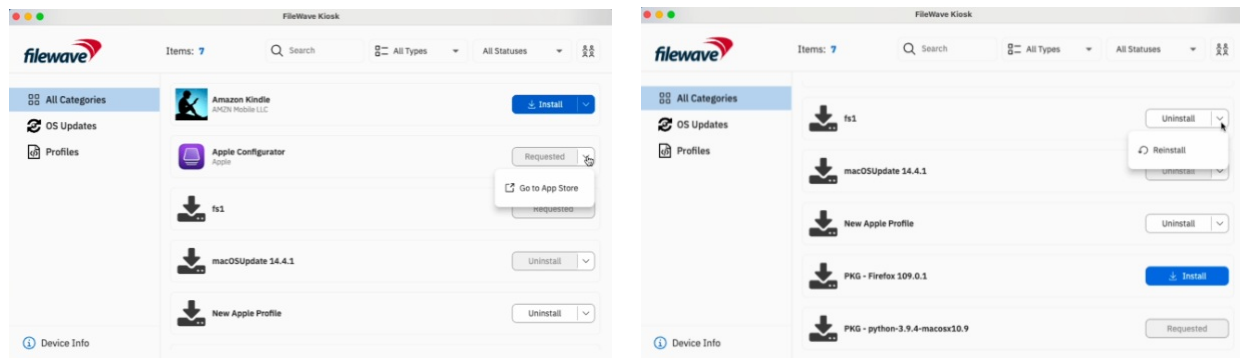 FileWave Kiosk
filewave
Items: 7
Search
All Types
All Statuses
All Categories
OS Updates
Profiles
Amazon Kindle
AMZN Mobile LLC
Install
Apple Configurator
Apple
Requested
Go to App Store
fs1
Requested
macOSUpdate 14.4.1
Uninstall
New Apple Profile
Uninstall
Device Info
FileWave Kiosk
filewave
Items: 7
Search
All Types
All Statuses
All Categories
OS Updates
Profiles
fs1
Uninstall
Reinstall
macOSUpdate 14.4.1
Uninstall
New Apple Profile
Uninstall
PKG - Firefox 109.0.1
Install
PKG - python-3.9.4-macosx10.9
Requested
Device Info